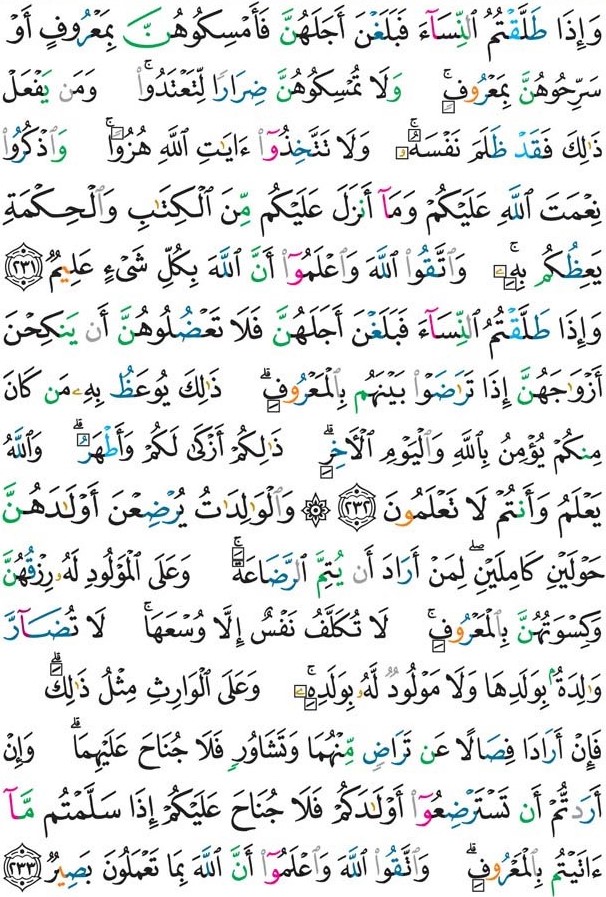 وَإِذَا طَلَّقْتُمُ ٱلنِّسَآءَ فَبَلَغْنَ أَجَلَهُنَّ فَأَمْسِكُوهُنَّ بِمَعْرُوفٍ أَوْ
سَرِّحُوهُنَّ بِمَعْرُوفٍۚ وَلَا تُمْسِكُوهُنَّ ضِرَارًا لِّتَعْتَدُواْۚ وَمَن يَفْعَلْ
ذَٰلِكَ فَقَدْ ظَلَمَ نَفْسَهُۥۚ وَلَا تَتَّخِذُوٓاْ ءَايَٰتِ ٱللَّهِ هُزُوًاۚ وَٱذْكُرُواْ
نِعْمَتَ ٱللَّهِ عَلَيْكُمْ وَمَآ أَنزَلَ عَلَيْكُم مِّنَ ٱلْكِتَٰبِ وَٱلْحِكْمَةِ
يَعِظُكُم بِهِۦۚ وَٱتَّقُواْ ٱللَّهَ وَٱعْلَمُوٓاْ أَنَّ ٱللَّهَ بِكُلِّ شَىْءٍ عَلِيمٌ ٢٣١
وَإِذَا طَلَّقْتُمُ ٱلنِّسَآءَ فَبَلَغْنَ أَجَلَهُنَّ فَلَا تَعْضُلُوهُنَّ أَن يَنكِحْنَ
أَزْوَٰجَهُنَّ إِذَا تَرَٰضَوْاْ بَيْنَهُم بِٱلْمَعْرُوفِۗ ذَٰلِكَ يُوعَظُ بِهِۦ مَن كَانَ
مِنكُمْ يُؤْمِنُ بِٱللَّهِ وَٱلْيَوْمِ ٱلْأٓخِرِۗ ذَٰلِكُمْ أَزْكَىٰ لَكُمْ وَأَطْهَرُۗ وَٱللَّهُ
يَعْلَمُ وَأَنتُمْ لَا تَعْلَمُونَ ٢٣٢ ۞ وَٱلْوَٰلِدَٰتُ يُرْضِعْنَ أَوْلَٰدَهُنَّ
حَوْلَيْنِ كَامِلَيْنِۖ لِمَنْ أَرَادَ أَن يُتِمَّ ٱلرَّضَاعَةَۚ وَعَلَى ٱلْمَوْلُودِ لَهُۥ رِزْقُهُنَّ
وَكِسْوَتُهُنَّ بِٱلْمَعْرُوفِۚ لَا تُكَلَّفُ نَفْسٌ إِلَّا وُسْعَهَاۚ لَا تُضَآرَّ
وَٰلِدَةٌۢ بِوَلَدِهَا وَلَا مَوْلُودٌ لَّهُۥ بِوَلَدِهِۦۚ وَعَلَى ٱلْوَارِثِ مِثْلُ ذَٰلِكَۗ
فَإِنْ أَرَادَا فِصَالًا عَن تَرَاضٍ مِّنْهُمَا وَتَشَاوُرٍ فَلَا جُنَاحَ عَلَيْهِمَاۗ وَإِنْ
أَرَدتُّمْ أَن تَسْتَرْضِعُوٓاْ أَوْلَٰدَكُمْ فَلَا جُنَاحَ عَلَيْكُمْ إِذَا سَلَّمْتُم مَّآ
ءَاتَيْتُم بِٱلْمَعْرُوفِۗ وَٱتَّقُواْ ٱللَّهَ وَٱعْلَمُوٓاْ أَنَّ ٱللَّهَ بِمَا تَعْمَلُونَ بَصِيرٌ ٢٣٣